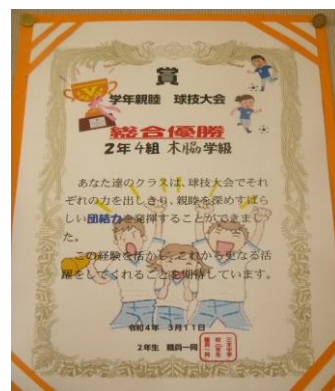 賞
学年親睦 球技大会
総合優勝
2年4組 木脇学級
あなた達のクラスは、球技大会でそれ
ぞれの力を出しきり、親睦を深めすばら
しい団結力を発揮することができまし
た。
この経験を活かし、これから更なる活
躍をしてくれることを期待しています。
令和4年 3月11日
2年生 職員一同